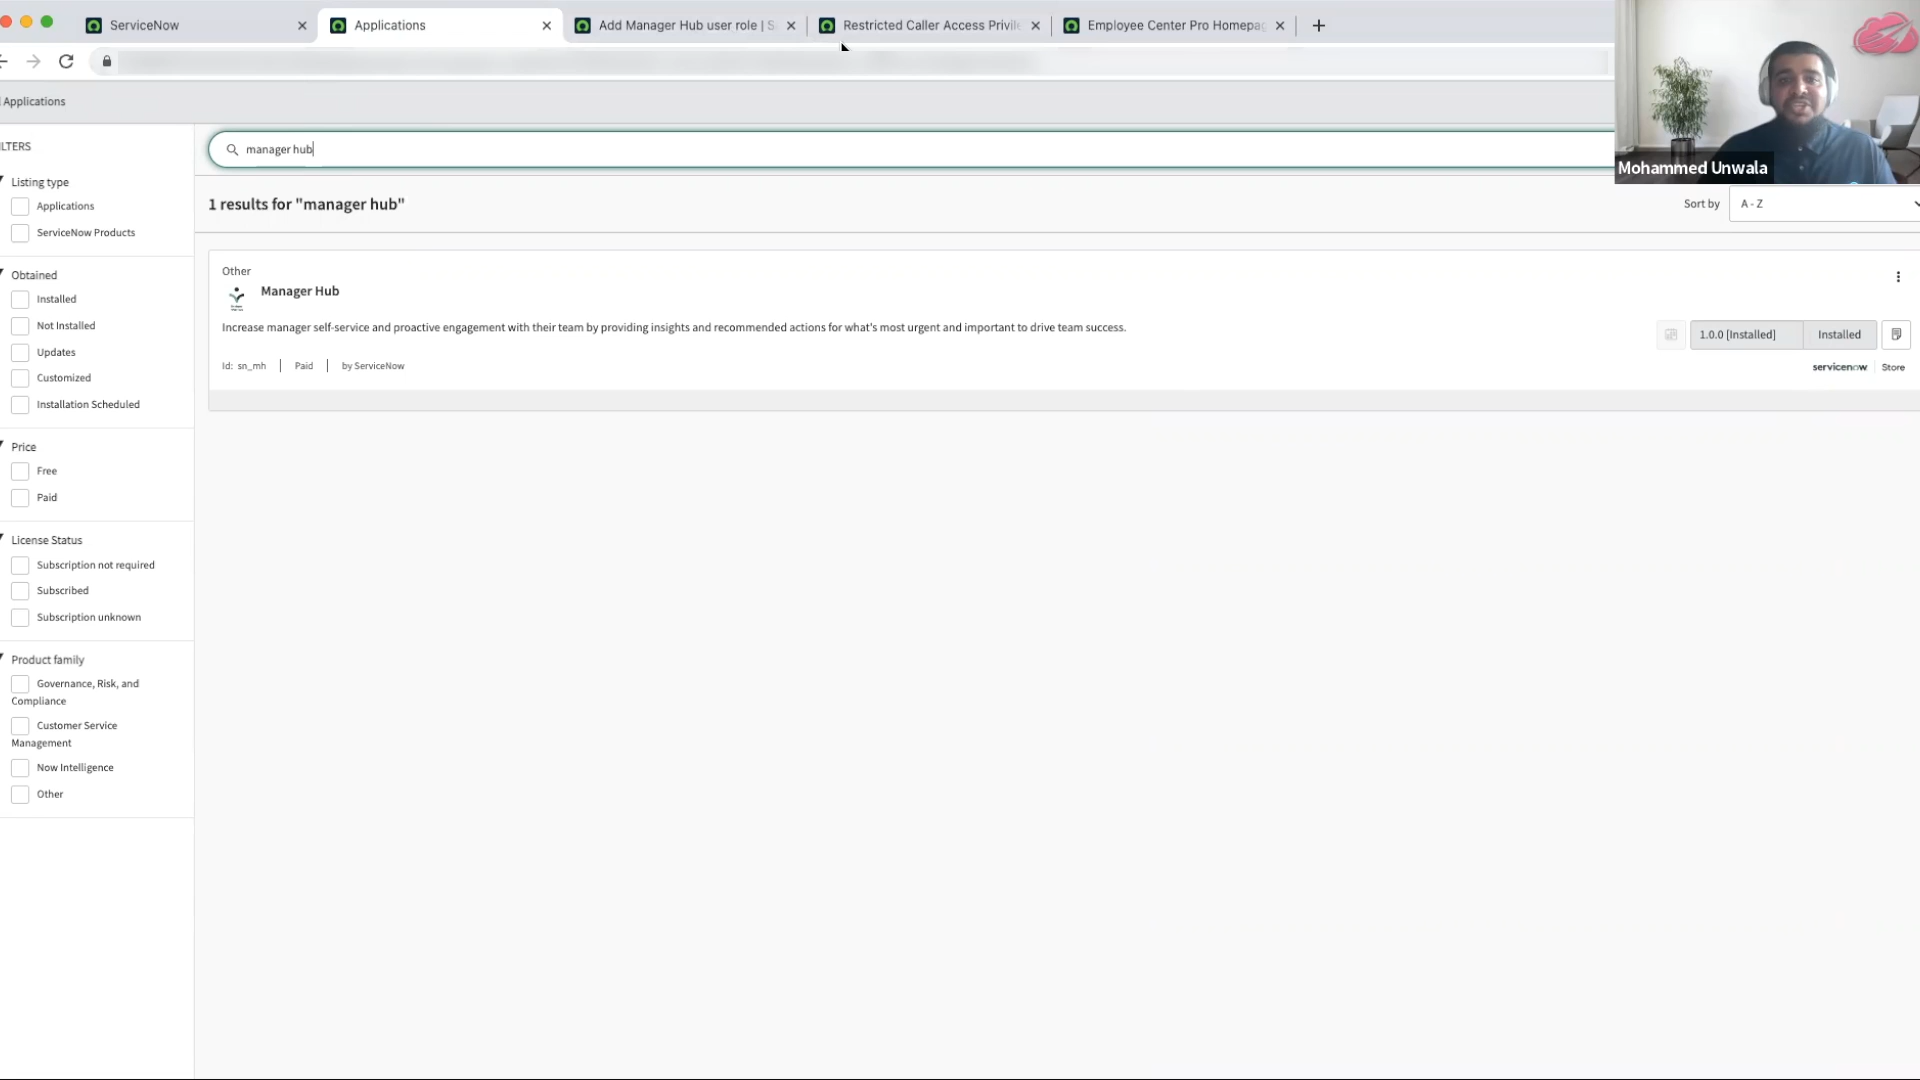 ServiceNow
Applications
Add Manager Hub user role | S
Restricted Caller Access Privile
Employee Center Pro Homepag
Applications
LTERS
manager hub
Mohammed Unwala
Listing type
Applications
ServiceNow Products
1 results for "manager hub"
Sort by
A - Z
Obtained
Installed
Not Installed
Updates
Customized
Installation Scheduled
Other
Manager Hub
Increase manager self-service and proactive engagement with their team by providing insights and recommended actions for what's most urgent and important to drive team success.
1.0.0 [Installed]
Installed
Id: sn_mh
Paid
by ServiceNow
servicenow
Store
Price
Free
Paid
License Status
Subscription not required
Subscribed
Subscription unknown
Product family
Governance, Risk, and
Compliance
Customer Service
Management
Now Intelligence
Other